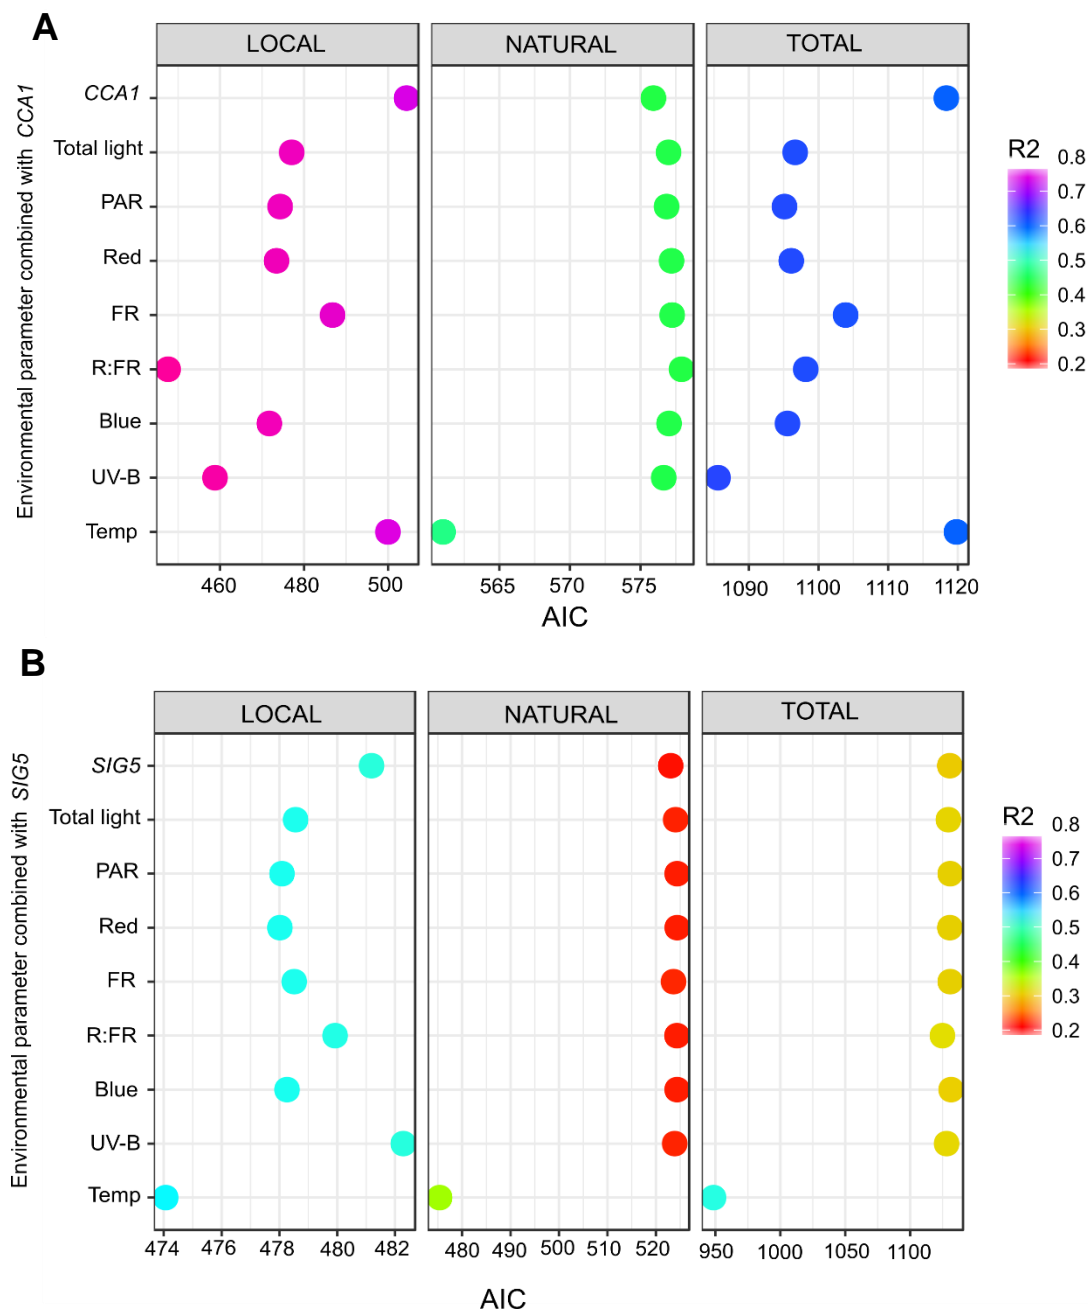 A
LOCAL NATURAL TOTAL
Environmental parameter combined with CCA1
CCA1
Total light
PAR
Red
FR
R:FR
Blue
UV-B
Temp
460 480 500 565 570 575 1090 1100 1110 1120
AIC
R2
0.8
0.7
0.6
0.5
0.4
0.3
0.2
B
LOCAL NATURAL TOTAL
Environmental parameter combined with SIG5
SIG5
Total light
PAR
Red
FR
R:FR
Blue
UV-B
Temp
474 476 478 480 482 480 490 500 510 520 950 1000 1050 1100
AIC
R2
0.8
0.7
0.6
0.5
0.4
0.3
0.2